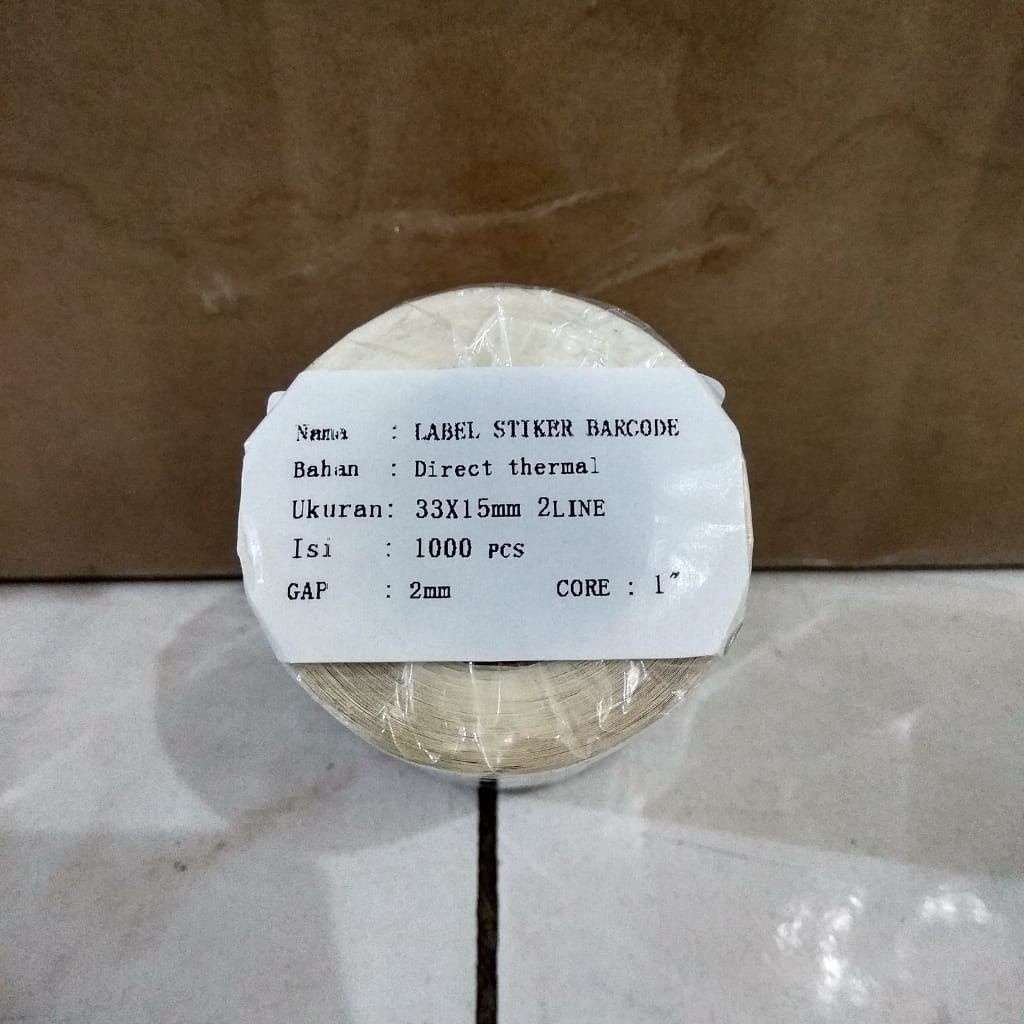 Nama : LABEL STIKER BARCODE
Bahan : Direct thermal
Ukuran: 33X15mm 2LINE
Isi : 1000 PCS
GAP : 2mm CORE : 1"